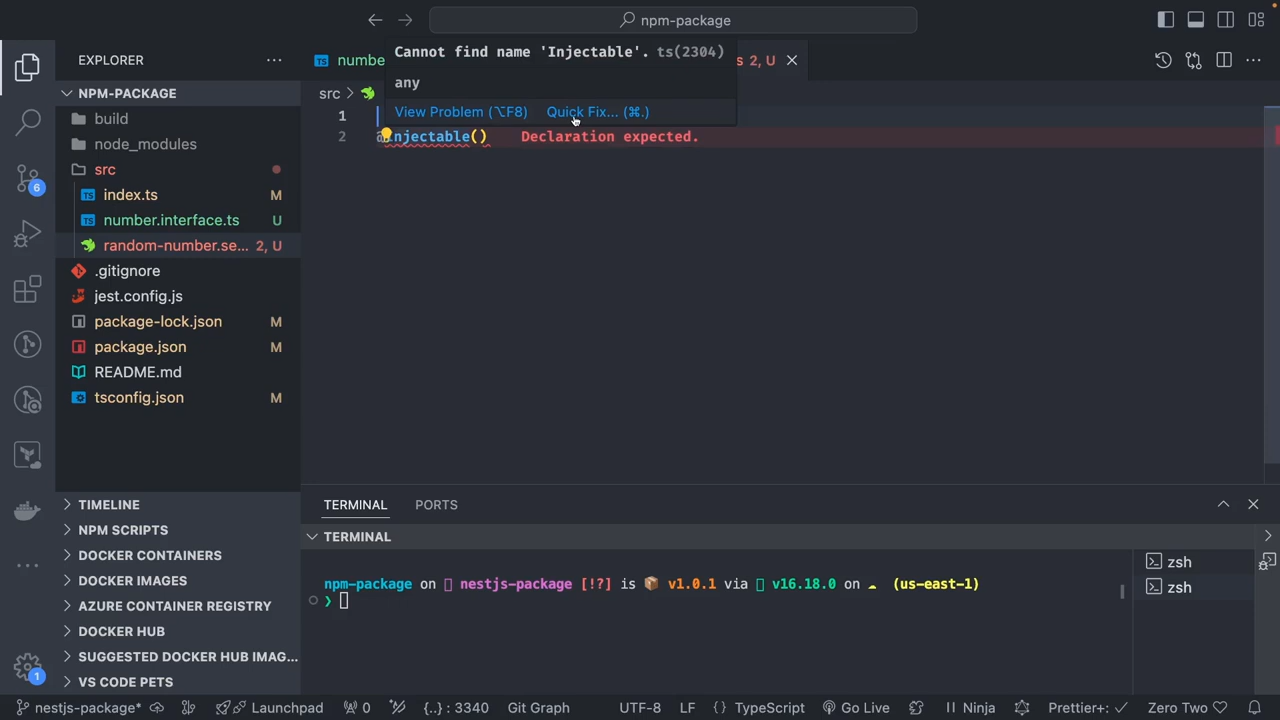 npm-package
EXPLORER
numbe
s 2, U
Cannot find name 'Injectable'. ts(2304)
any
View Problem (⌥F8) Quick Fix... (⌘.)
NPM-PACKAGE
src
1
2 Injectable() Declaration expected.
build
node_modules
src
index.ts M
number.interface.ts U
random-number.se... 2, U
.gitignore
jest.config.js
package-lock.json M
package.json M
README.md
tsconfig.json M
6
TIMELINE
NPM SCRIPTS
DOCKER CONTAINERS
DOCKER IMAGES
AZURE CONTAINER REGISTRY
DOCKER HUB
SUGGESTED DOCKER HUB IMAG...
VS CODE PETS
1
TERMINAL PORTS
TERMINAL
npm-package on nestjs-package [!?] is 📦 v1.0.1 via v16.18.0 on ☁ (us-east-1)
❯
zsh
zsh
nestjs-package* Launchpad 0 {..} : 3340 Git Graph UTF-8 LF {} TypeScript Go Live Ninja Prettier+: ✓ Zero Two ♡